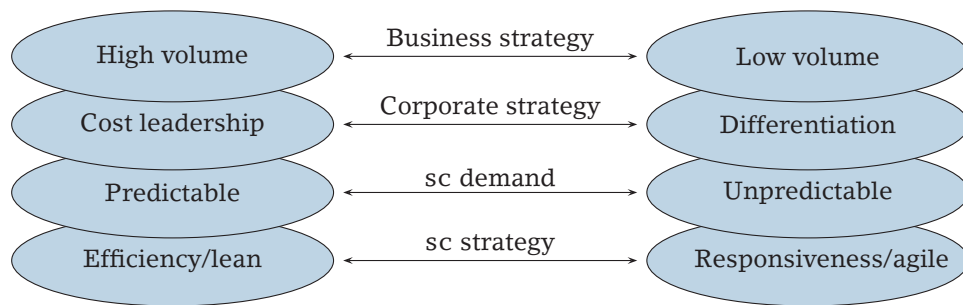 High volume Business strategy Low volume
Cost leadership Corporate strategy Differentiation
Predictable sc demand Unpredictable
Efficiency/lean sc strategy Responsiveness/agile